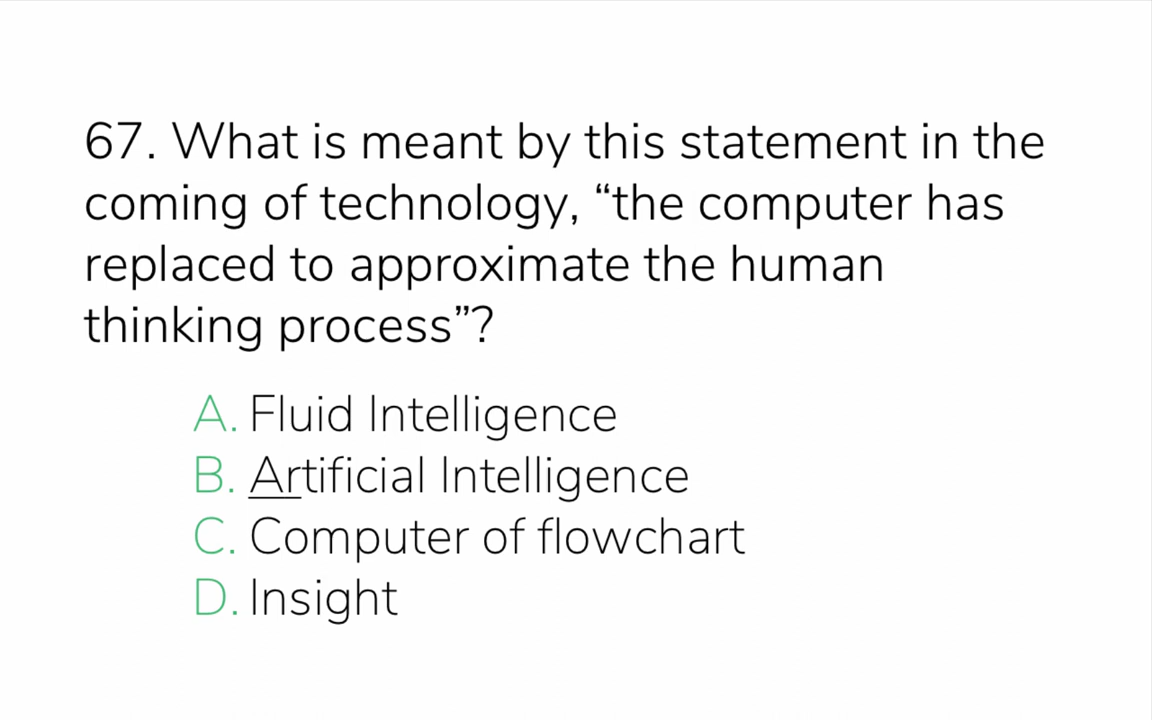 67. What is meant by this statement in the
coming of technology, “the computer has
replaced to approximate the human
thinking process”?
A. Fluid Intelligence
B. Artificial Intelligence
C. Computer of flowchart
D. Insight